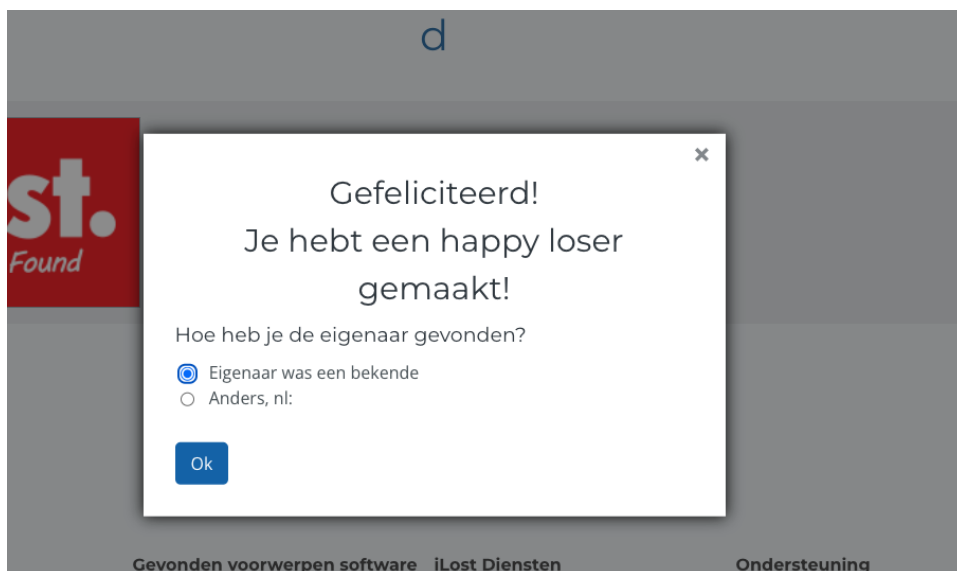 d
st.
Found
×
Gefeliciteerd!
Je hebt een happy loser
gemaakt!
Hoe heb je de eigenaar gevonden?
Eigenaar was een bekende
Anders, nl:
Ok
Gevonden voorwerpen software iLost Diensten Ondersteuning